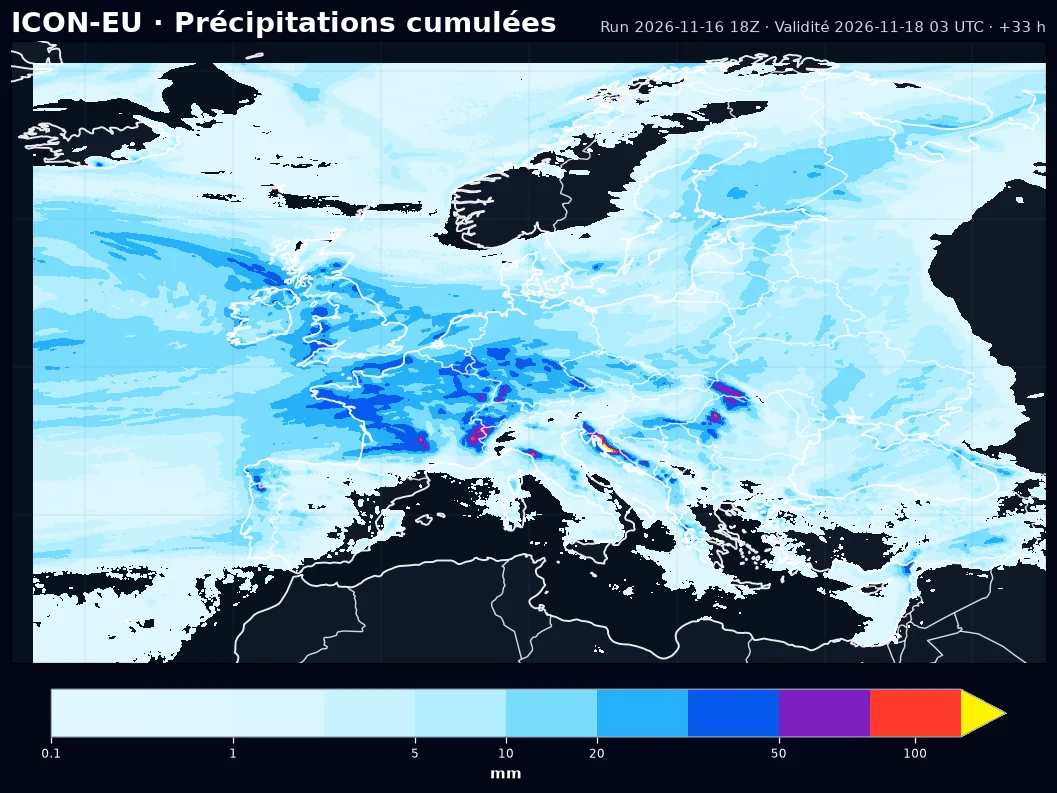 ICON-EU · Précipitations cumulées
Run 2026-11-16 18Z · Validité 2026-11-18 03 UTC · +33 h
0.1 1 5 10 20 50 100
mm